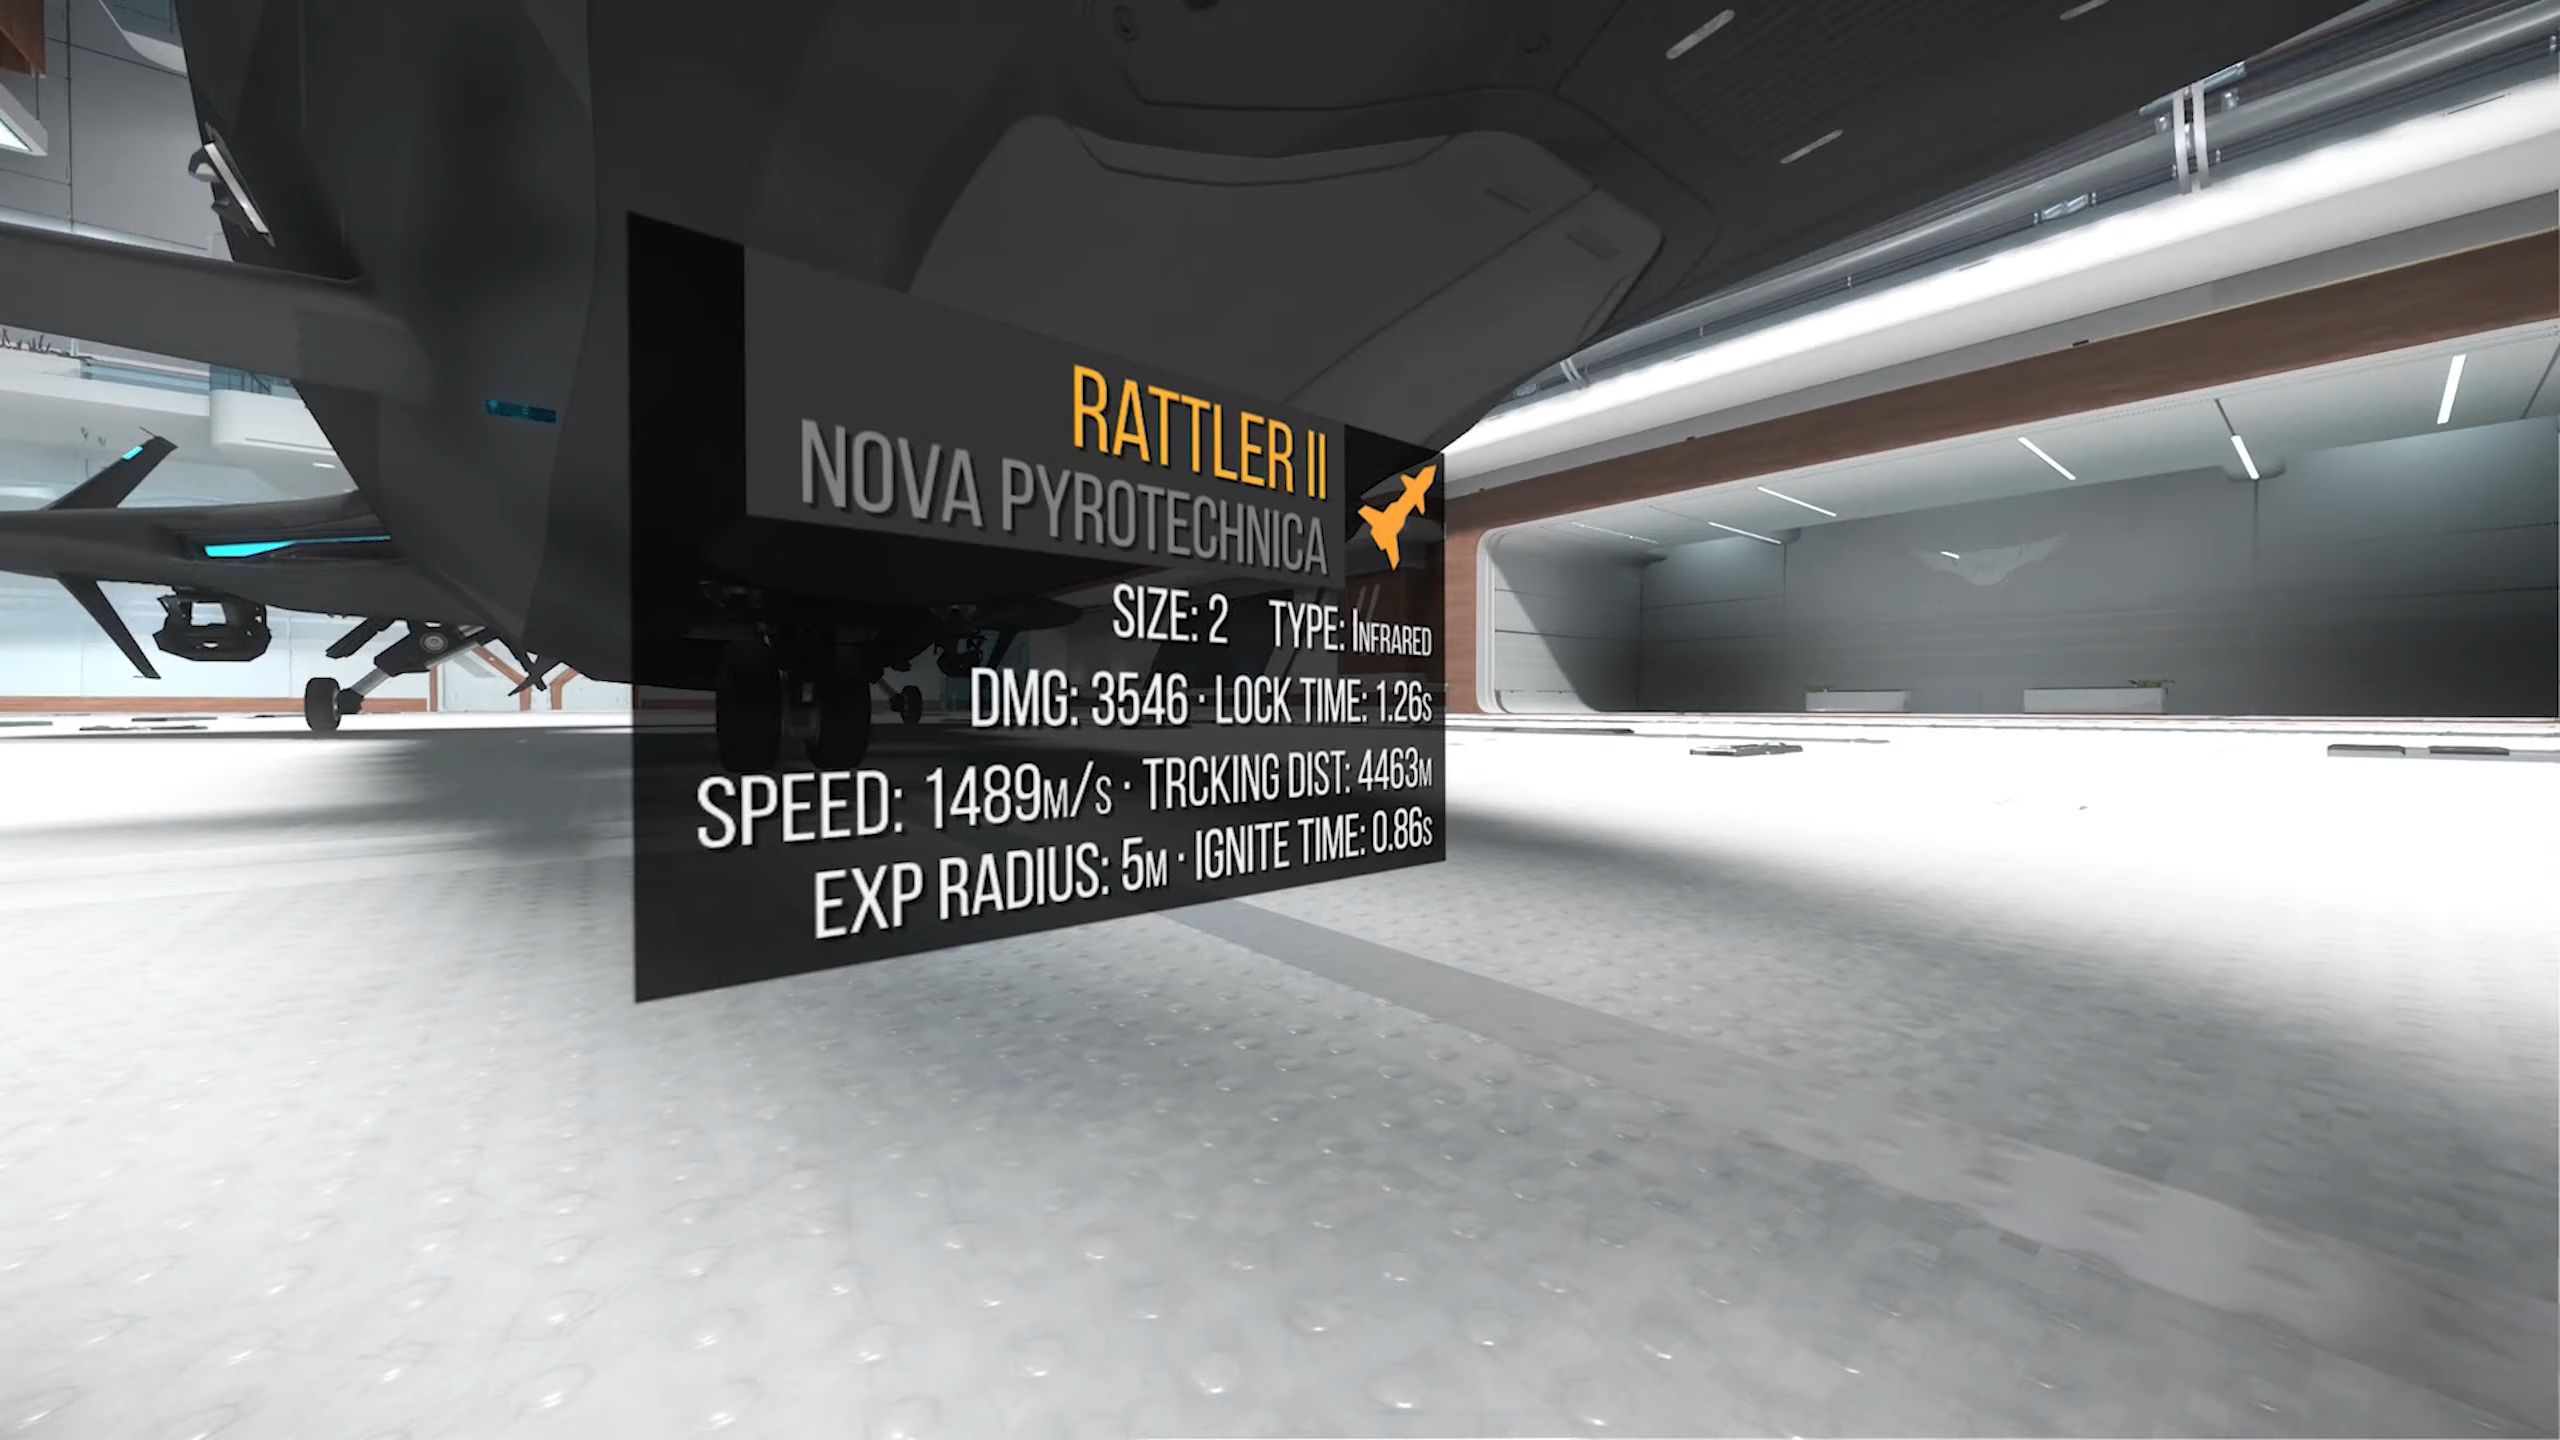 RATTLER II
NOVA PYROTECHNICA
SIZE: 2 TYPE: INFRARED
DMG: 3546 · LOCK TIME: 1.26S
SPEED: 1489M/S · TRCKING DIST: 4463M
EXP RADIUS: 5M · IGNITE TIME: 0.86S